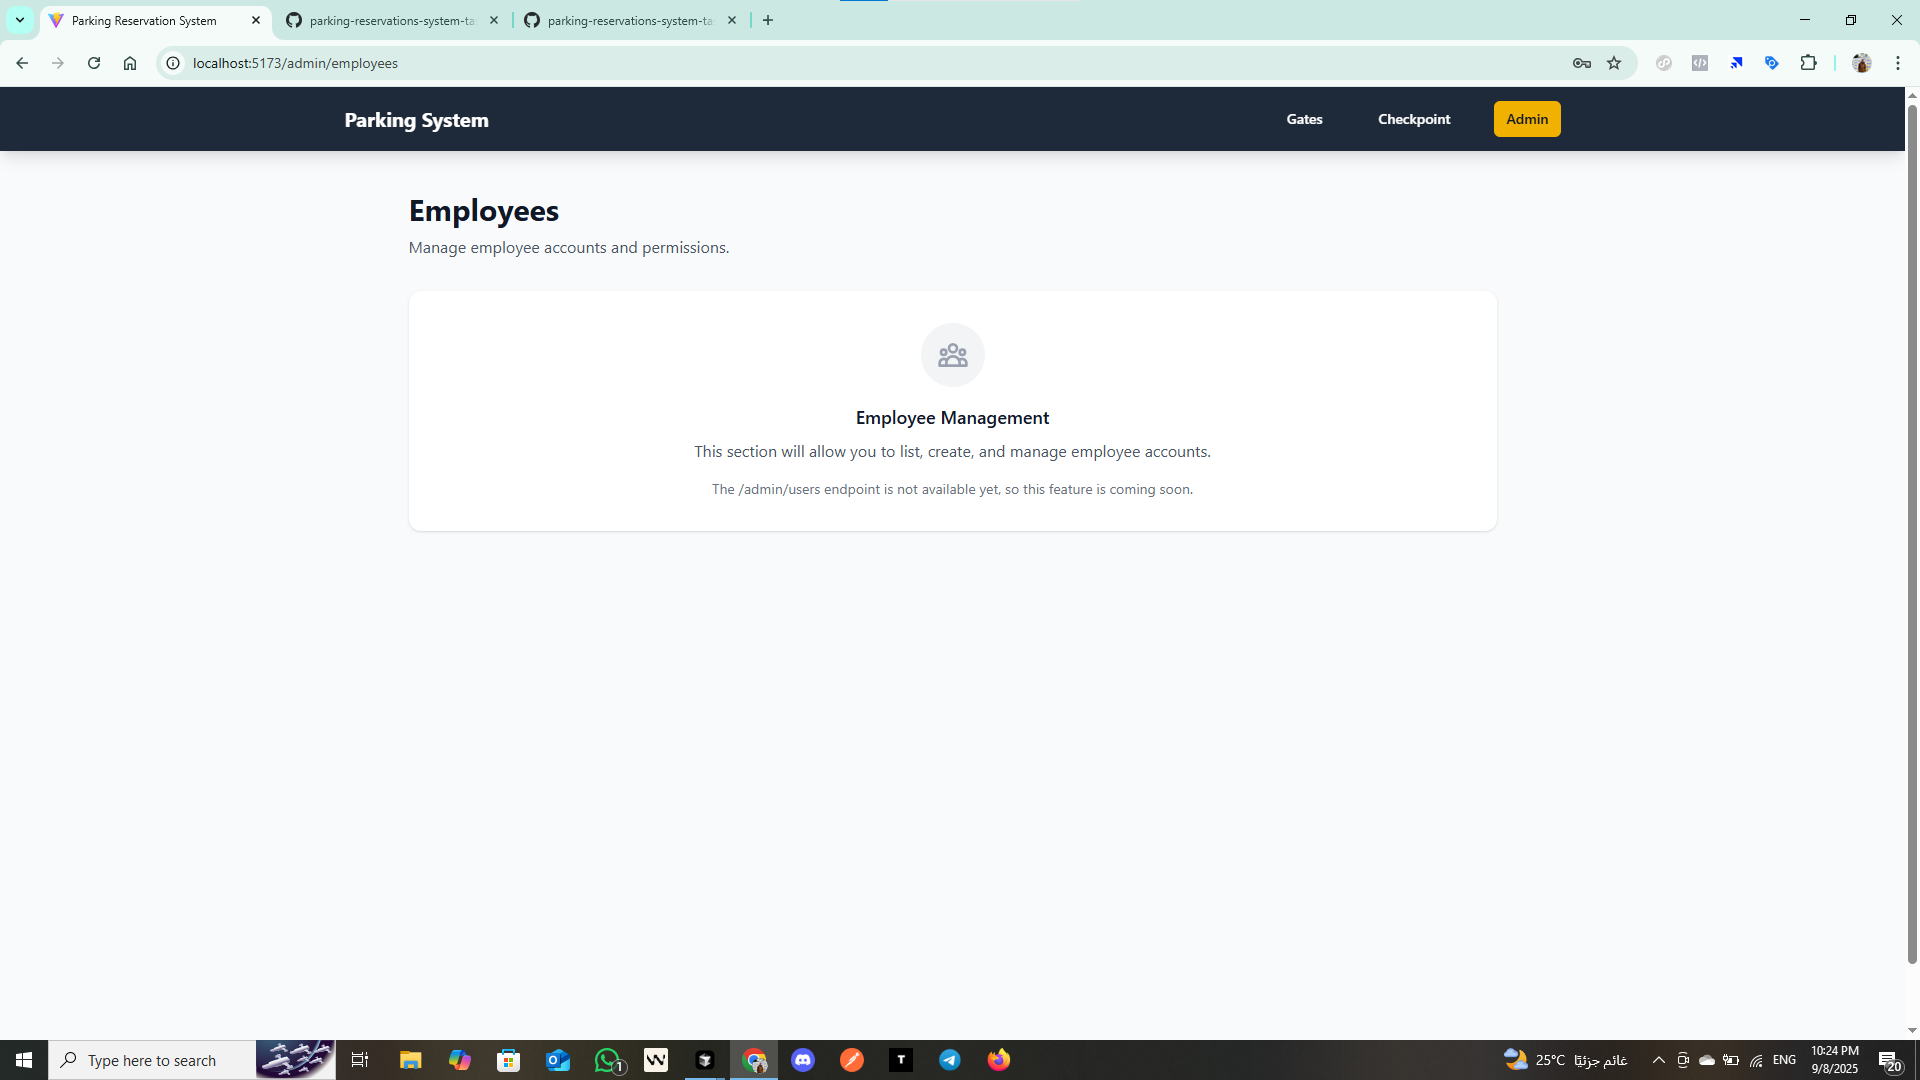 Parking Reservation System
parking-reservations-system-ta
parking-reservations-system-ta
localhost:5173/admin/employees
Parking System
Gates
Checkpoint
Admin
Employees
Manage employee accounts and permissions.
Employee Management
This section will allow you to list, create, and manage employee accounts.
The /admin/users endpoint is not available yet, so this feature is coming soon.
Type here to search
1
T
25°C غائم جزئيًا
ENG
10:24 PM
9/8/2025
20